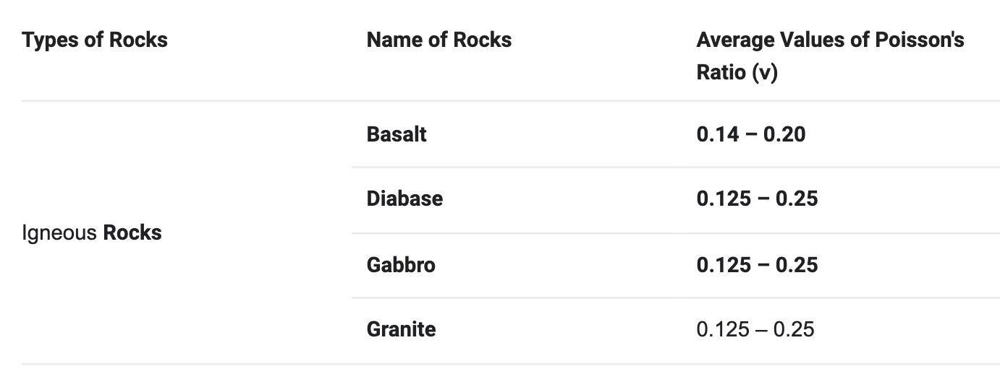 Types of Rocks
Name of Rocks
Average Values of Poisson's
Ratio (v)
Igneous Rocks
Basalt
0.14 – 0.20
Diabase
0.125 – 0.25
Gabbro
0.125 – 0.25
Granite
0.125 – 0.25